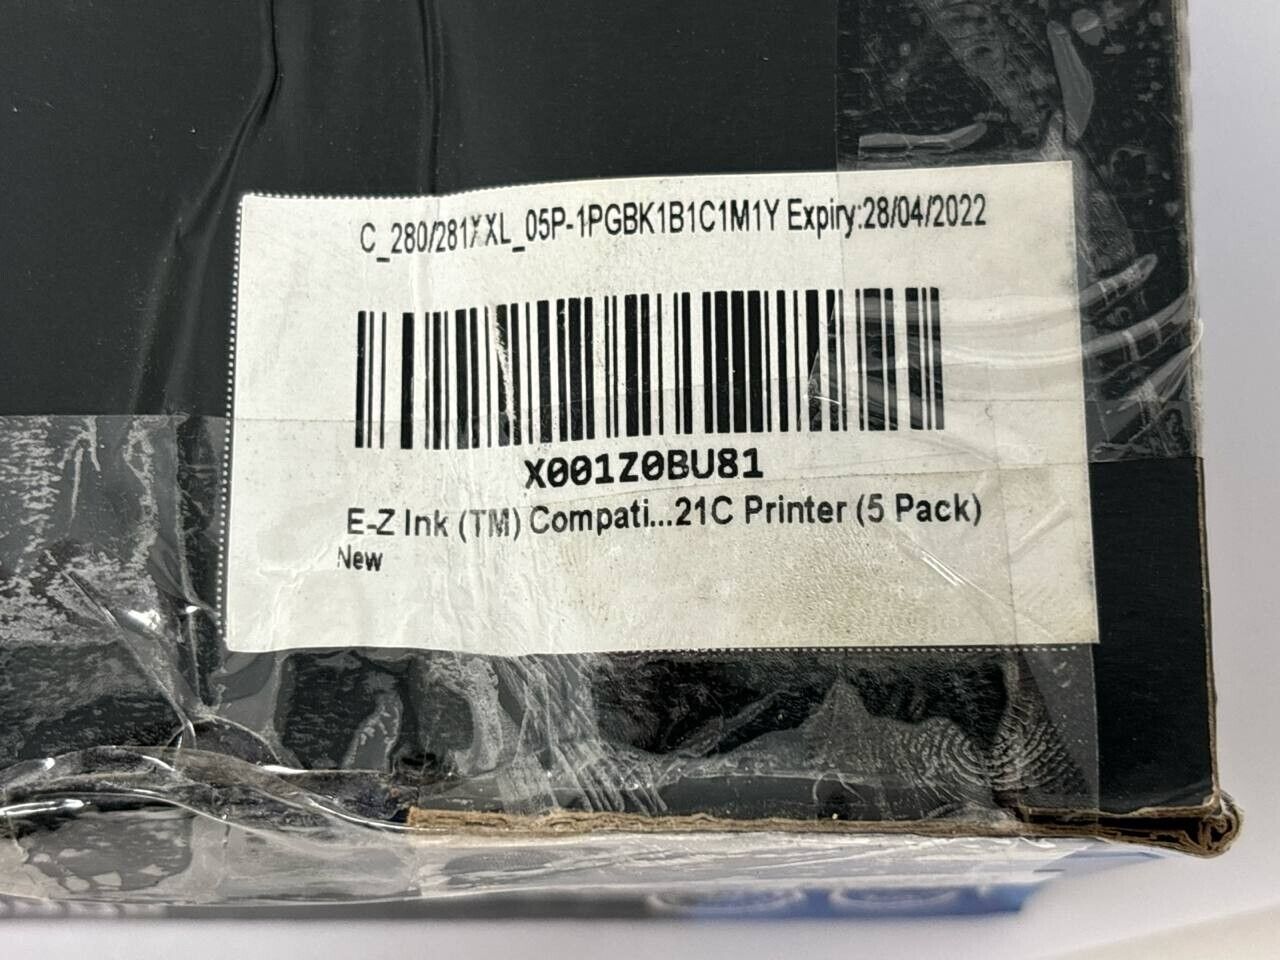 C_280/281XXL_05P-1PGBK1B1C1M1Y Expiry:28/04/2022
X001Z0BU81
E-Z Ink (TM) Compati...21C Printer (5 Pack)
New